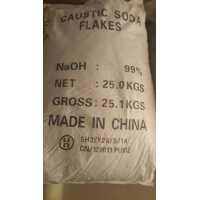 CAUSTIC SODA
FLAKES
NaOH : 99%
NET : 25.0 KGS
GROSS: 25.1 KGS
MADE IN CHINA